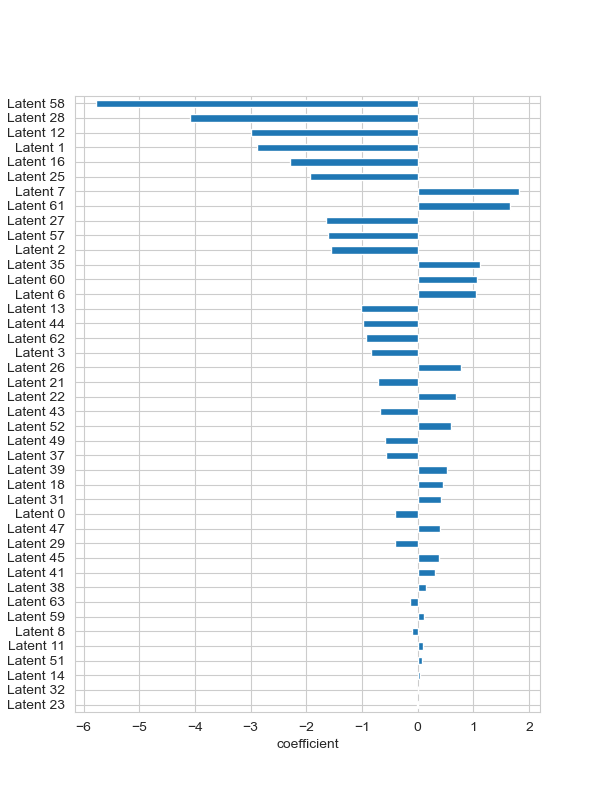 Latent 58
Latent 28
Latent 12
Latent 1
Latent 16
Latent 25
Latent 7
Latent 61
Latent 27
Latent 57
Latent 2
Latent 35
Latent 60
Latent 6
Latent 13
Latent 44
Latent 62
Latent 3
Latent 26
Latent 21
Latent 22
Latent 43
Latent 52
Latent 49
Latent 37
Latent 39
Latent 18
Latent 31
Latent 0
Latent 47
Latent 29
Latent 45
Latent 41
Latent 38
Latent 63
Latent 59
Latent 8
Latent 11
Latent 51
Latent 14
Latent 32
Latent 23
−6 −5 −4 −3 −2 −1 0 1 2
coefficient